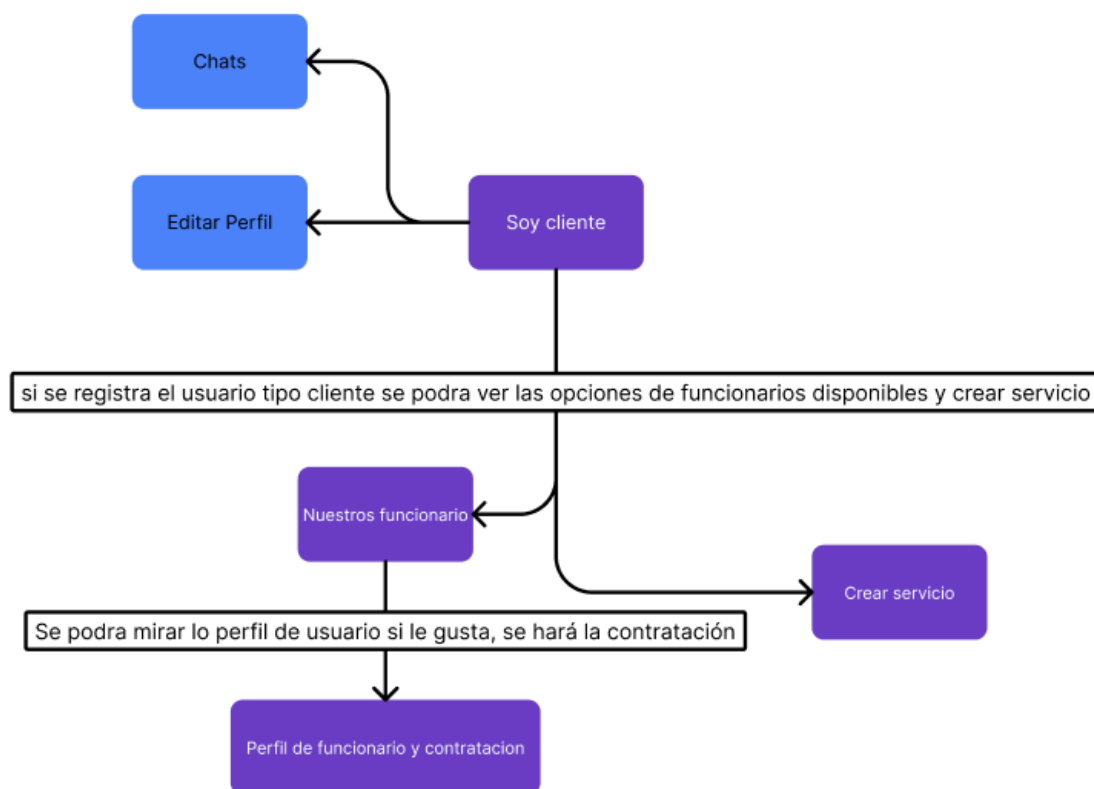 Chats
Editar Perfil
Soy cliente
si se registra el usuario tipo cliente se podra ver las opciones de funcionarios disponibles y crear servicio
Nuestros funcionario
Crear servicio
Se podra mirar lo perfil de usuario si le gusta, se hará la contratación
Perfil de funcionario y contratacion